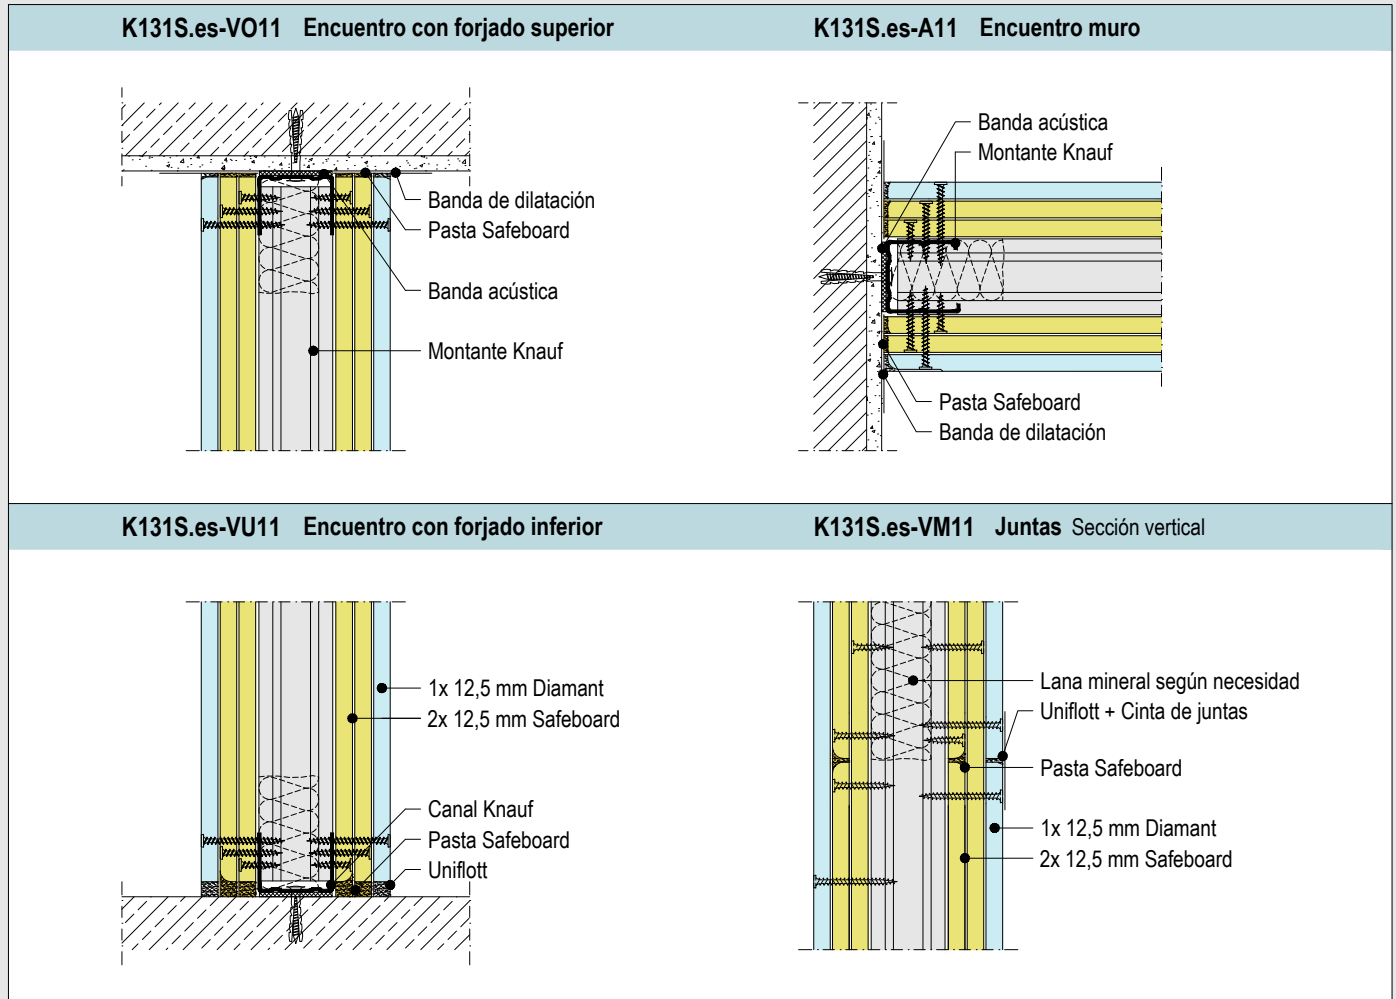 K131S.es-VO11 Encuentro con forjado superior
Banda de dilatación
Pasta Safeboard
Banda acústica
Montante Knauf
K131S.es-A11 Encuentro muro
Banda acústica
Montante Knauf
Pasta Safeboard
Banda de dilatación
K131S.es-VU11 Encuentro con forjado inferior
1x 12,5 mm Diamant
2x 12,5 mm Safeboard
Canal Knauf
Pasta Safeboard
Uniflott
K131S.es-VM11 Juntas Sección vertical
Lana mineral según necesidad
Uniflott + Cinta de juntas
Pasta Safeboard
1x 12,5 mm Diamant
2x 12,5 mm Safeboard